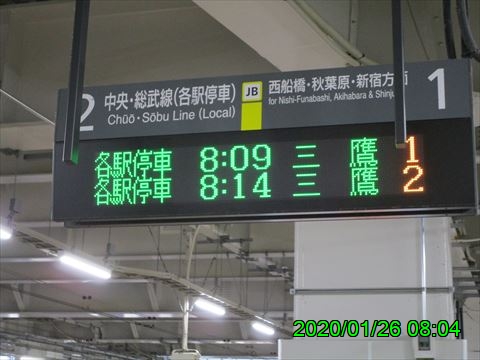 2 中央・総武線(各駅停車) JB 西船橋・秋葉原・新宿方面 1
Chūō・Sōbu Line (Local) for Nishi-Funabashi, Akihabara &
各駅停車 8:09 三鷹 1
各駅停車 8:14 三鷹 2
2020/01/26 08:04